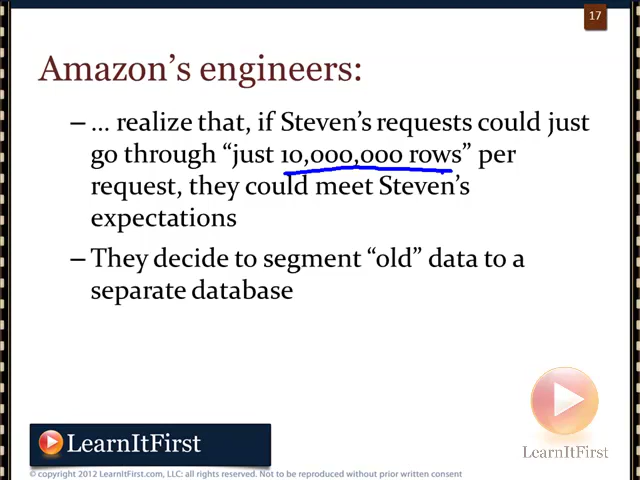 17
Amazon's engineers:
– ... realize that, if Steven's requests could just
go through “just 10,000,000 rows” per
request, they could meet Steven's
expectations
– They decide to segment “old” data to a
separate database
LearnItFirst
LearnItFirst
© copyright 2012 LearnItFirst.com, LLC: all rights reserved. Not to be reproduced without prior written consent